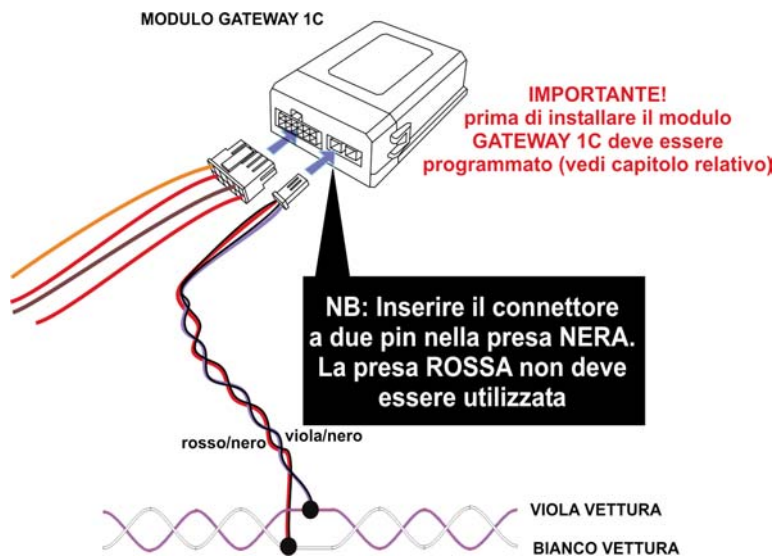 MODULO GATEWAY 1C
IMPORTANTE!
prima di installare il modulo
GATEWAY 1C deve essere
programmato (vedi capitolo relativo)
NB: Inserire il connettore
a due pin nella presa NERA.
La presa ROSSA non deve
essere utilizzata
rosso/nero
viola/nero
VIOLA VETTURA
BIANCO VETTURA